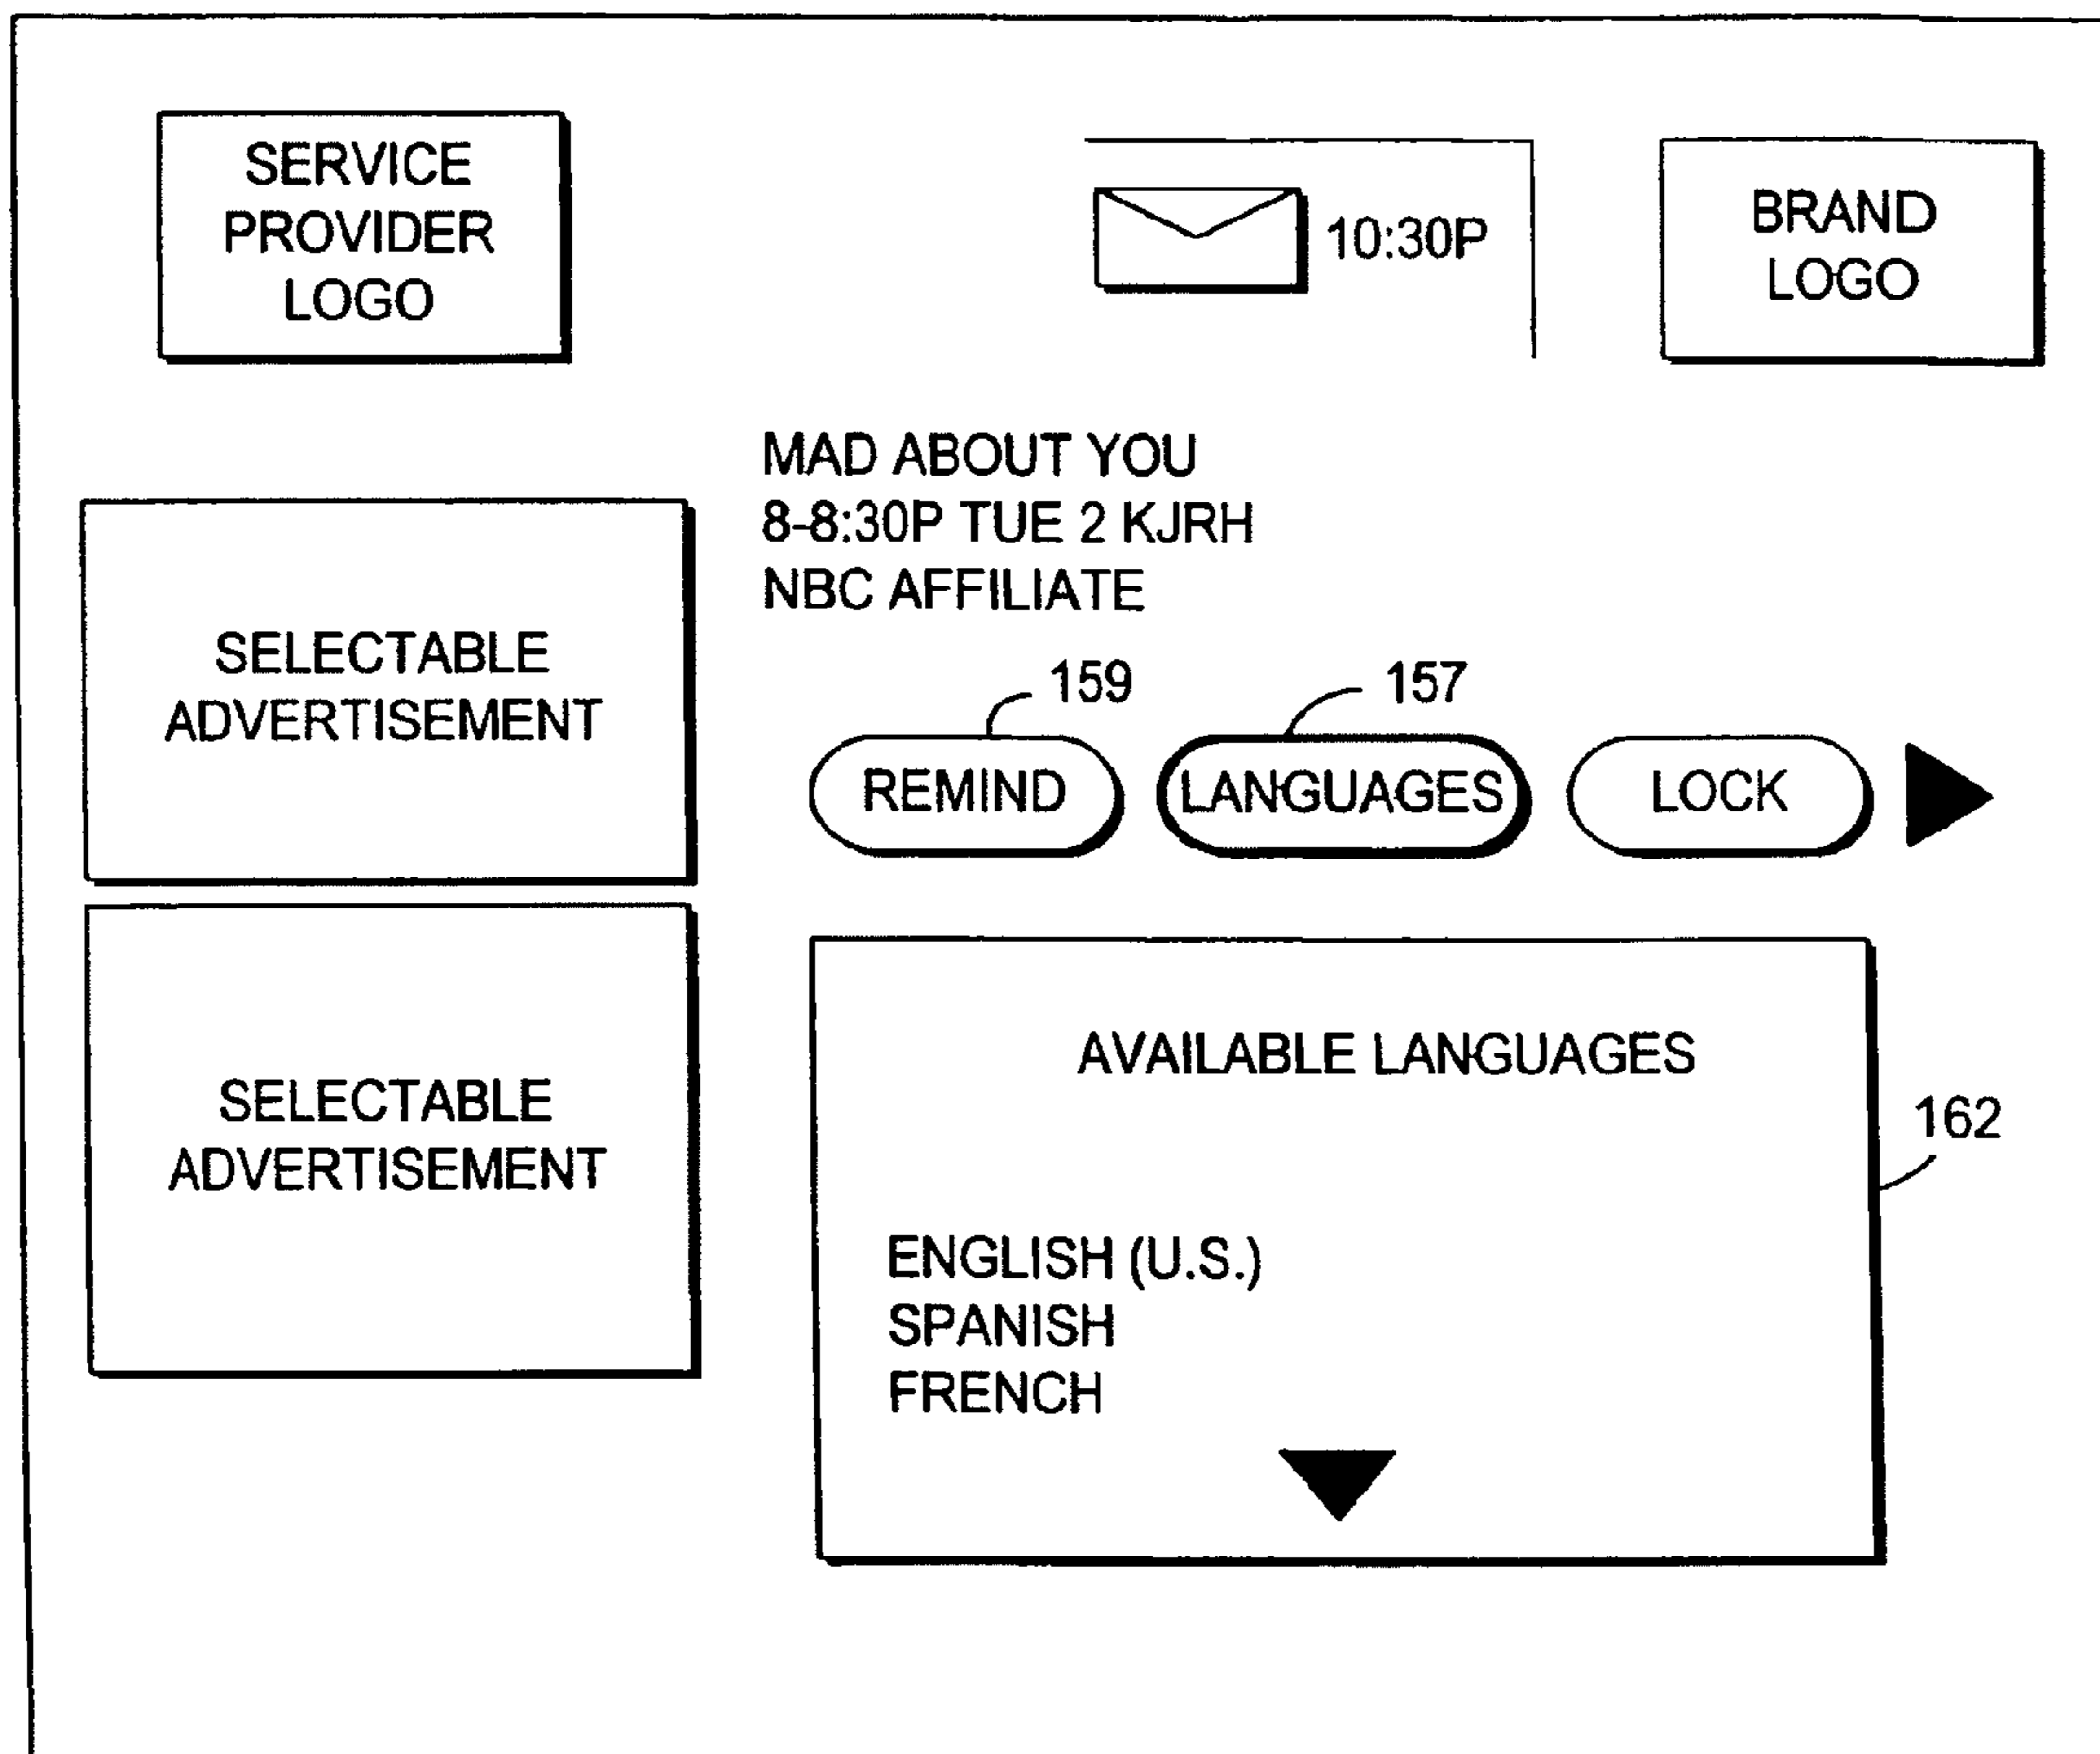 SERVICE
PROVIDER
LOGO
10:30P
BRAND
LOGO
MAD ABOUT YOU
8-8:30P TUE 2 KJRH
NBC AFFILIATE
SELECTABLE
ADVERTISEMENT
159
157
REMIND
LANGUAGES
LOCK
SELECTABLE
ADVERTISEMENT
AVAILABLE LANGUAGES
162
ENGLISH (U.S.)
SPANISH
FRENCH